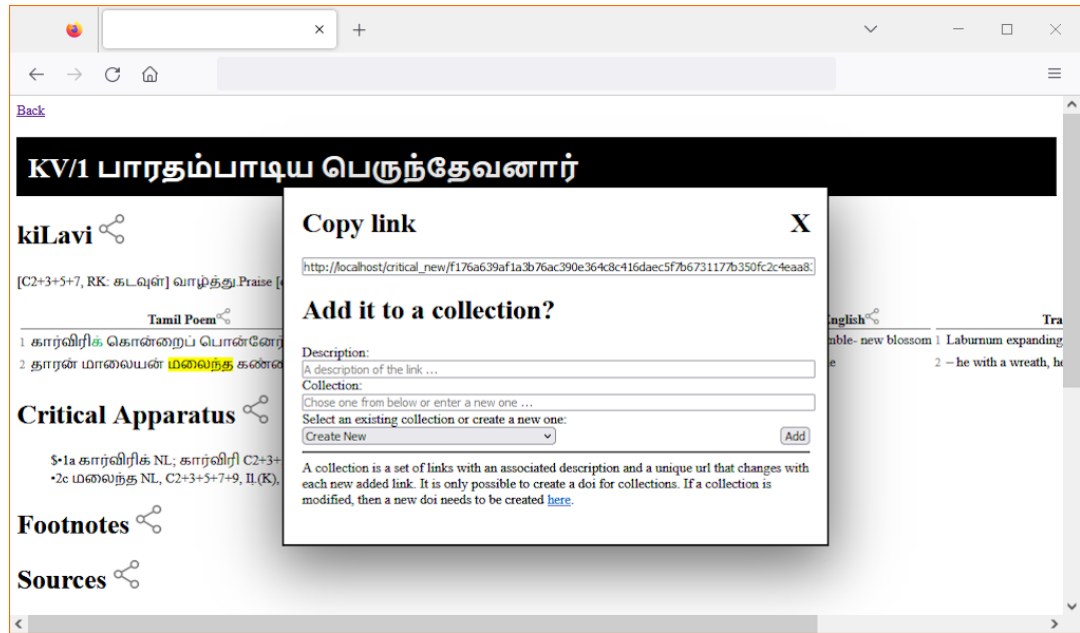 Back
KV/1 பாரதம்பாடிய பெருந்தேவனார்
kiLavi
[C2+3+5+7, RK: கடவுள்] வாழ்த்து.Praise
Tamil Poem
1 கார்விரிக் கொன்றைப் பொன்னேர்
2 தாரன் மாலையன் மலைந்த
Critical Apparatus
$•1a கார்விரிக் NL; கார்விரி C2+3+
•2c மலைந்த NL, C2+3+5+7+9, Il.(K),
Footnotes
Sources
Copy link
X
http://localhost/critical_new/f176a639af1a3b76ac390e364c8c416daec5f7b6731177b350fc2c4eaa8
Add it to a collection?
Description:
A description of the link ...
Collection:
Chose one from below or enter a new one ...
Select an existing collection or create a new one:
Create New
Add
A collection is a set of links with an associated description and a unique url that changes with
each new added link. It is only possible to create a doi for collections. If a collection is
modified, then a new doi needs to be created here.
English
Tra
mble- new blossom
1 Laburnum expanding
2 – he with a wreath, he